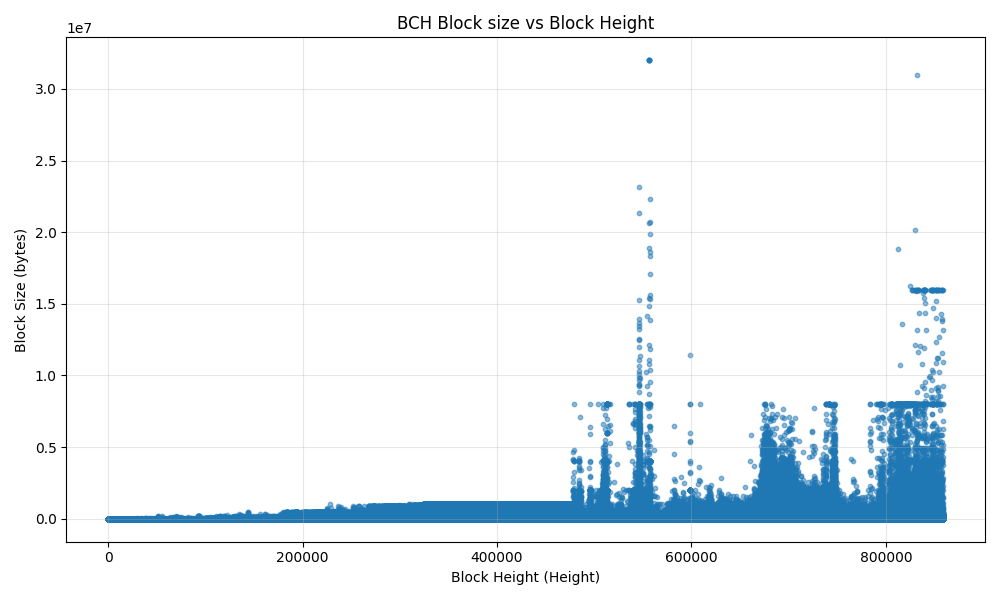 BCH Block size vs Block Height
1e7
3.0
2.5
2.0
1.5
1.0
0.5
0.0
Block Size (bytes)
0 200000 400000 600000 800000
Block Height (Height)